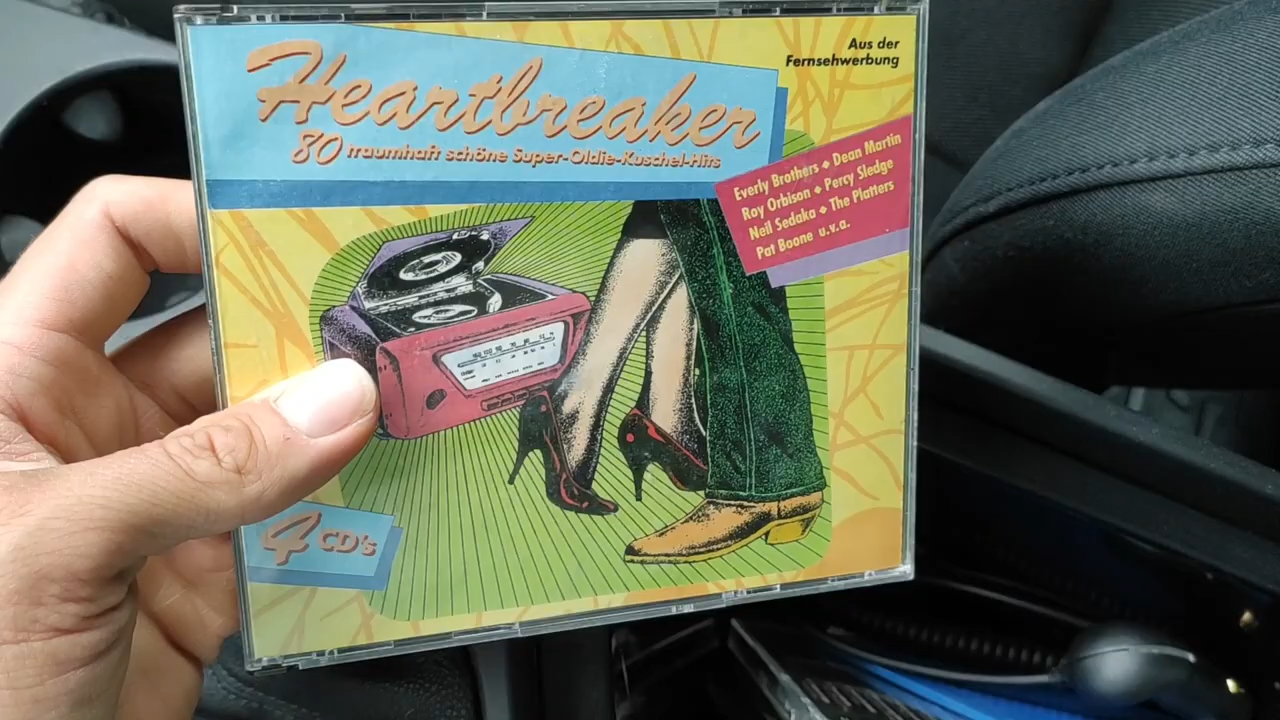 Heartbreaker
80 traumhaft schöne Super-Oldie-Kuschel-Hits
Aus der
Fernsehwerbung
Everly Brothers ◆ Dean Martin
Roy Orbison ◆ Percy Sledge
Neil Sedaka ◆ The Platters
Pat Boone u.v.a.
4 CD's